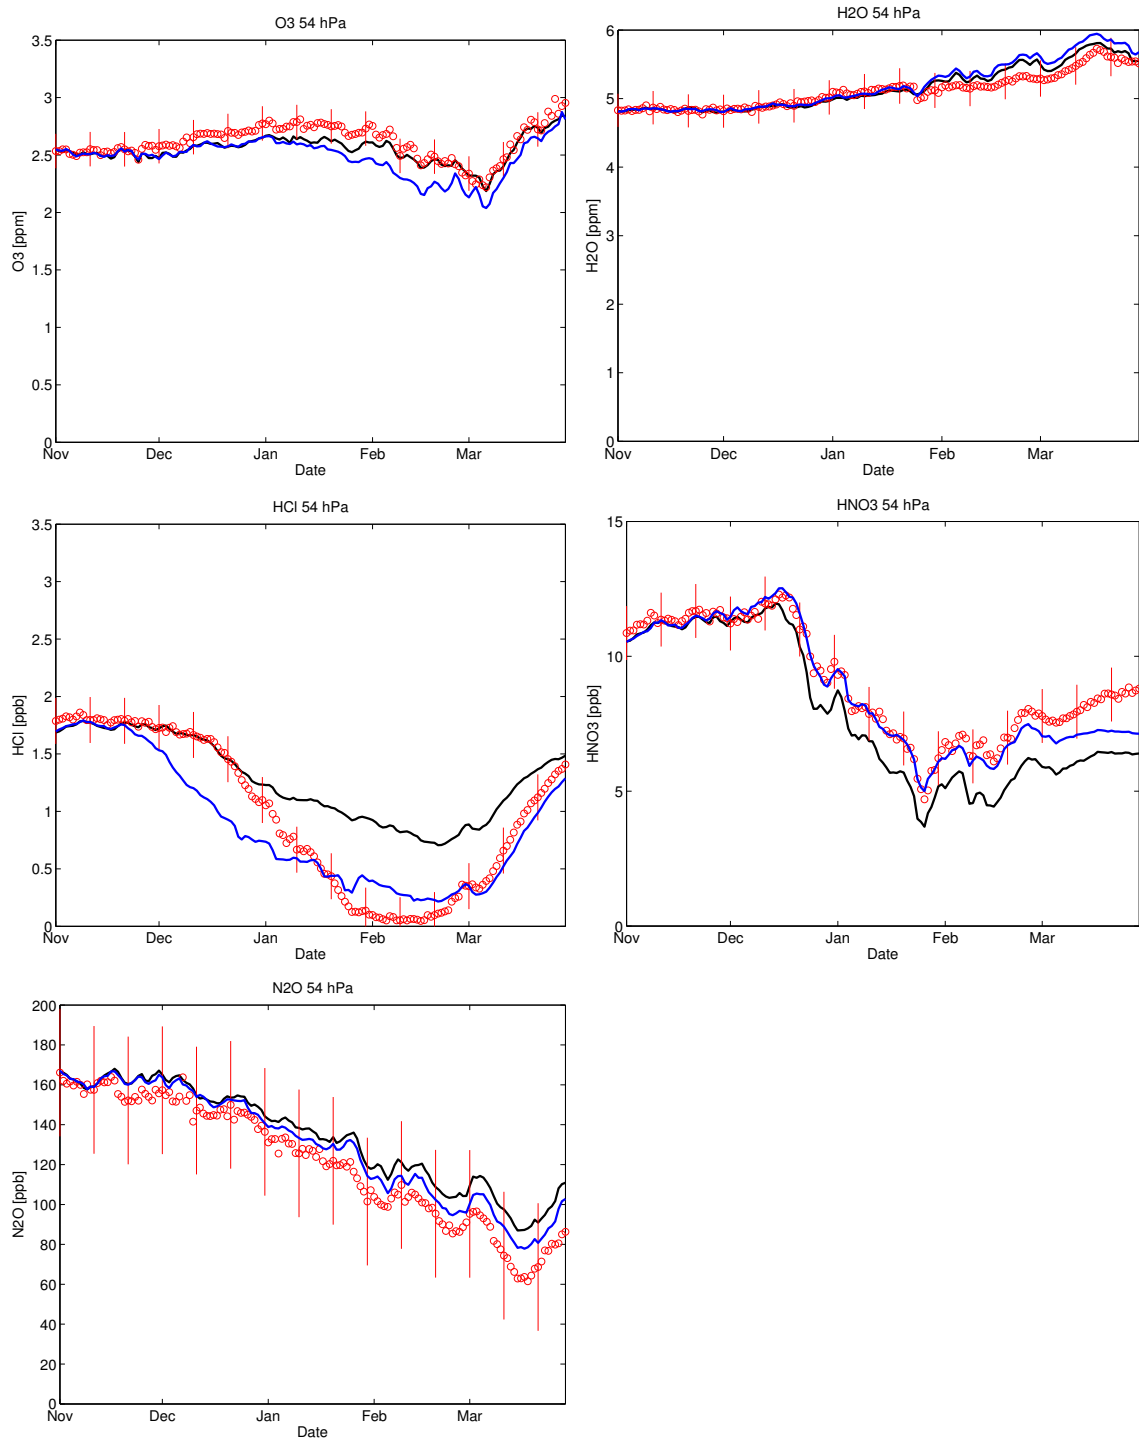 O3 54 hPa
3.5
3
2.5
2
1.5
1
0.5
0
O3 [ppm]
Nov Dec Jan Feb Mar
Date
H2O 54 hPa
6
5
4
3
2
1
0
H2O [ppm]
Nov Dec Jan Feb Mar
Date
HCl 54 hPa
3.5
3
2.5
2
1.5
1
0.5
0
HCl [ppb]
Nov Dec Jan Feb Mar
Date
HNO3 54 hPa
15
10
5
0
HNO3 [ppb]
Nov Dec Jan Feb Mar
Date
N2O 54 hPa
200
180
160
140
120
100
80
60
40
20
0
N2O [ppb]
Nov Dec Jan Feb Mar
Date